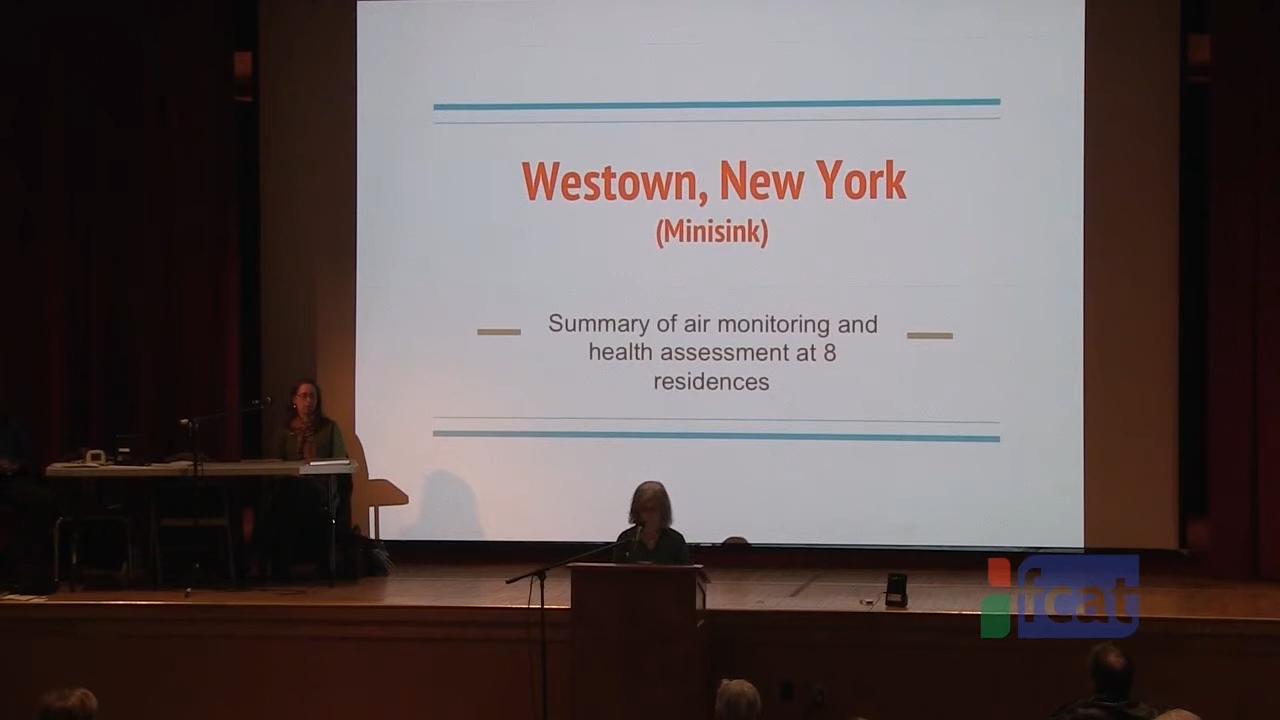 Westown, New York
(Minisink)
Summary of air monitoring and
health assessment at 8
residences
fcat